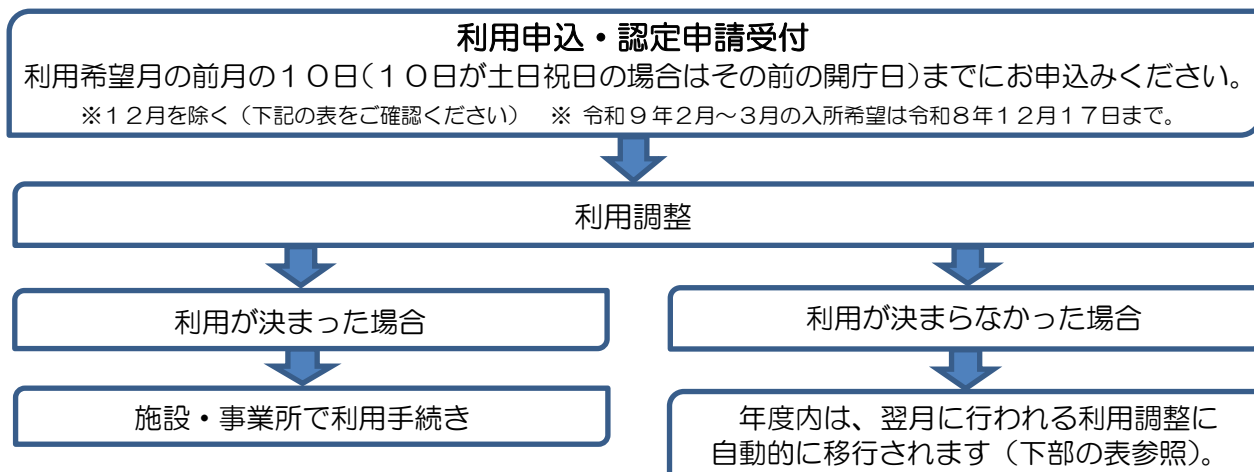 利用申込・認定申請受付
利用希望月の前月の１０日（１０日が土日祝日の場合はその前の開庁日）までにお申込みください。
※１２月を除く（下記の表をご確認ください）　※ 令和９年２月～３月の入所希望は令和８年１２月１７日まで。
利用調整
利用が決まった場合
利用が決まらなかった場合
施設・事業所で利用手続き
年度内は、翌月に行われる利用調整に
自動的に移行されます（下部の表参照）。